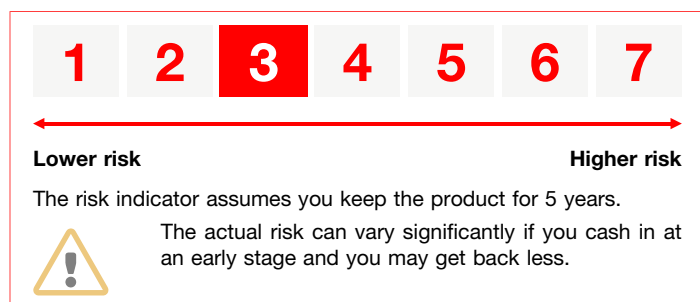 1 2 3 4 5 6 7
Lower risk Higher risk
The risk indicator assumes you keep the product for 5 years.
The actual risk can vary significantly if you cash in at
an early stage and you may get back less.